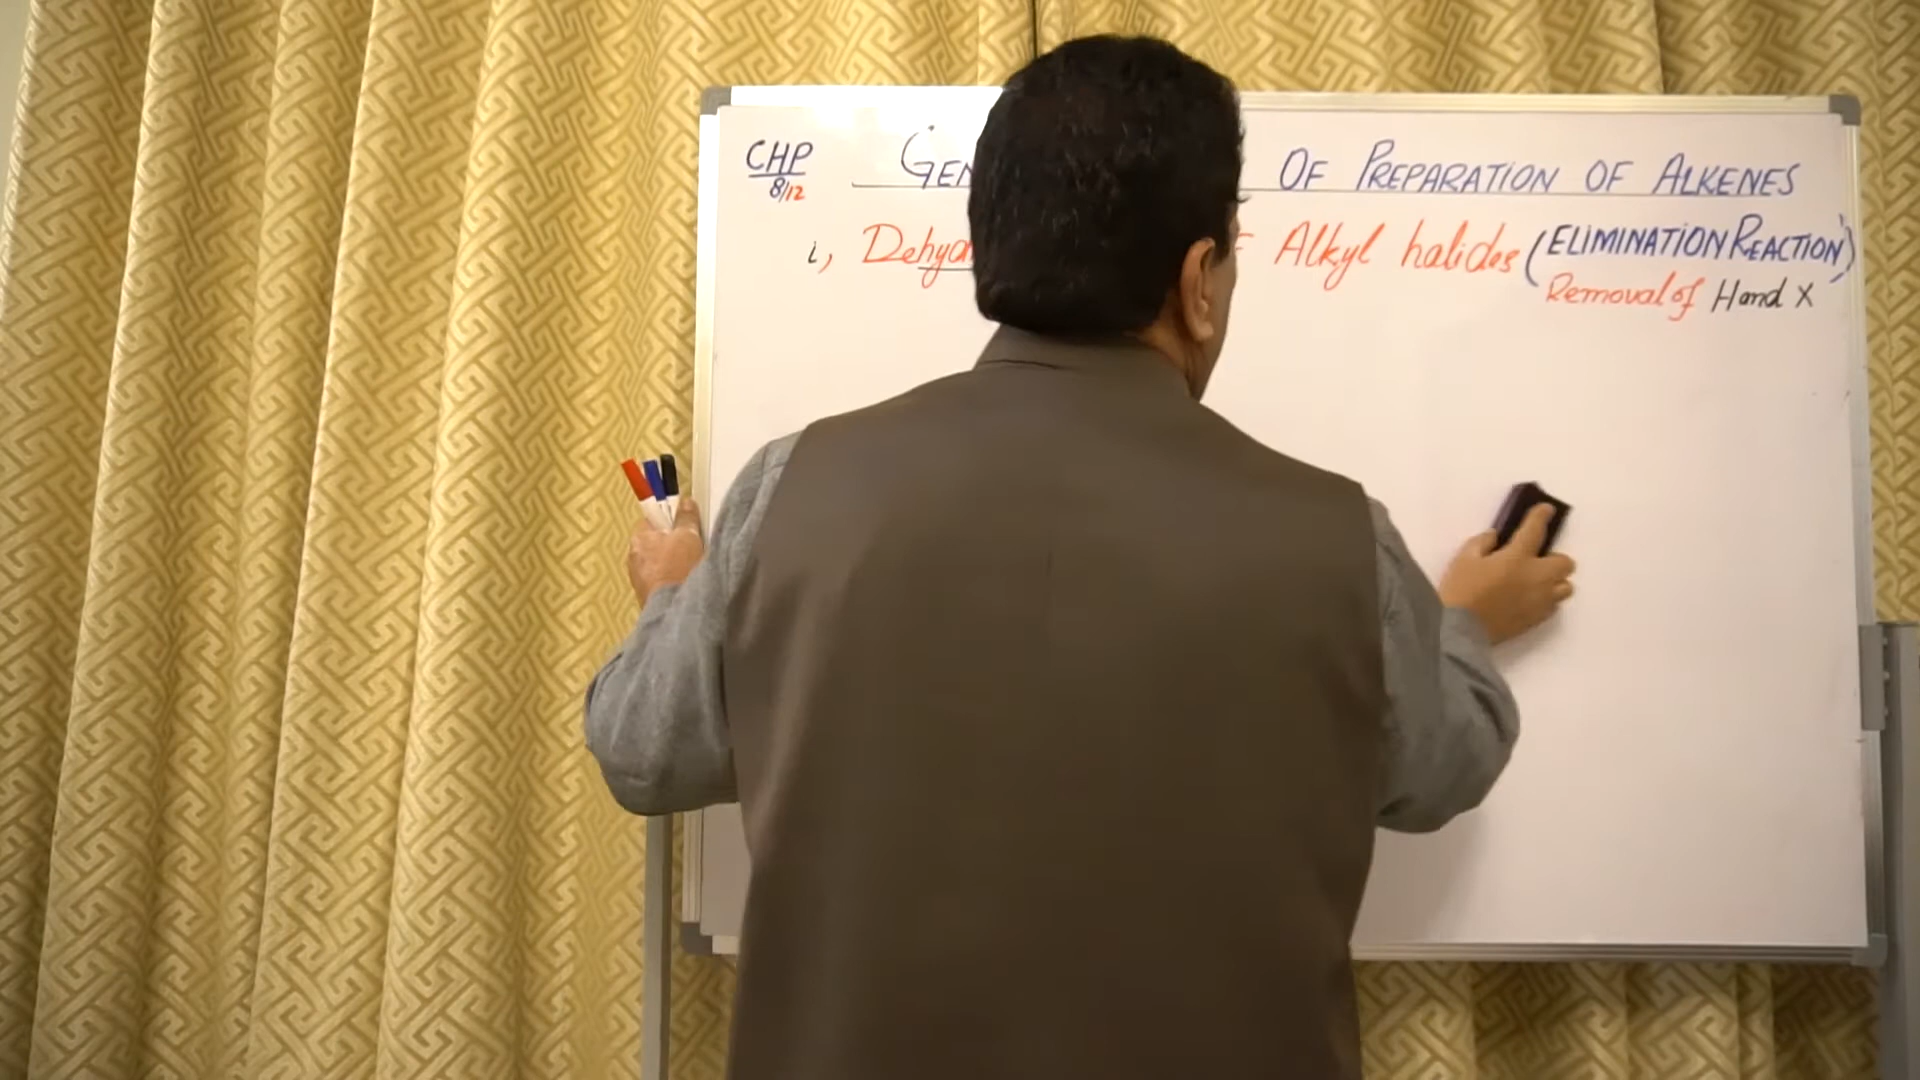 CHP GEN OF PREPARATION OF ALKENES
8/12
i, Dehyd Alkyl halides (ELIMINATION REACTION)
Removal of H and X